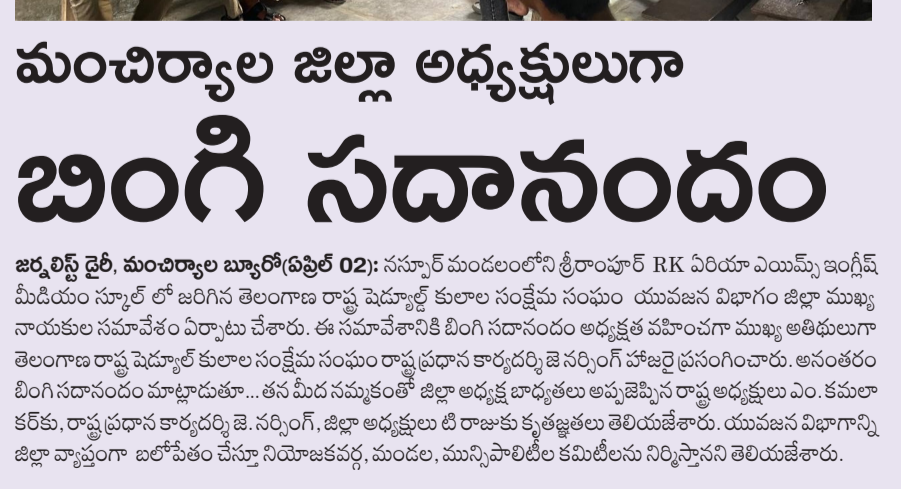 మంచిర్యాల జిల్లా అధ్యక్షులుగా
బింగి సదానందం
జర్నలిస్ట్ డైరీ, మంచిర్యాల బ్యూరో(ఏప్రిల్ 02): నస్పూర్ మండలంలోని శ్రీరాంపూర్ RK ఏరియా ఎయిమ్స్ ఇంగ్లీష్
మీడియం స్కూల్ లో జరిగిన తెలంగాణ రాష్ట్ర షెడ్యూల్డ్ కులాల సంక్షేమ సంఘం యువజన విభాగం జిల్లా ముఖ్య
నాయకుల సమావేశం ఏర్పాటు చేశారు. ఈ సమావేశానికి బింగి సదానందం అధ్యక్షత వహించగా ముఖ్య అతిథులుగా
తెలంగాణ రాష్ట్ర షెడ్యూల్ కులాల సంక్షేమ సంఘం రాష్ట్ర ప్రధాన కార్యదర్శి జె నర్సింగ్ హాజరై ప్రసంగించారు. అనంతరం
బింగి సదానందం మాట్లాడుతూ... తన మీద నమ్మకంతో జిల్లా అధ్యక్ష బాధ్యతలు అప్పజెప్పిన రాష్ట్ర అధ్యక్షులు ఎం. కమలా
కర్‌కు, రాష్ట్ర ప్రధాన కార్యదర్శి జె. నర్సింగ్, జిల్లా అధ్యక్షులు టి రాజుకు కృతజ్ఞతలు తెలియజేశారు. యువజన విభాగాన్ని
జిల్లా వ్యాప్తంగా బలోపేతం చేస్తూ నియోజకవర్గ, మండల, మున్సిపాలిటీల కమిటీలను నిర్మిస్తానని తెలియజేశారు.